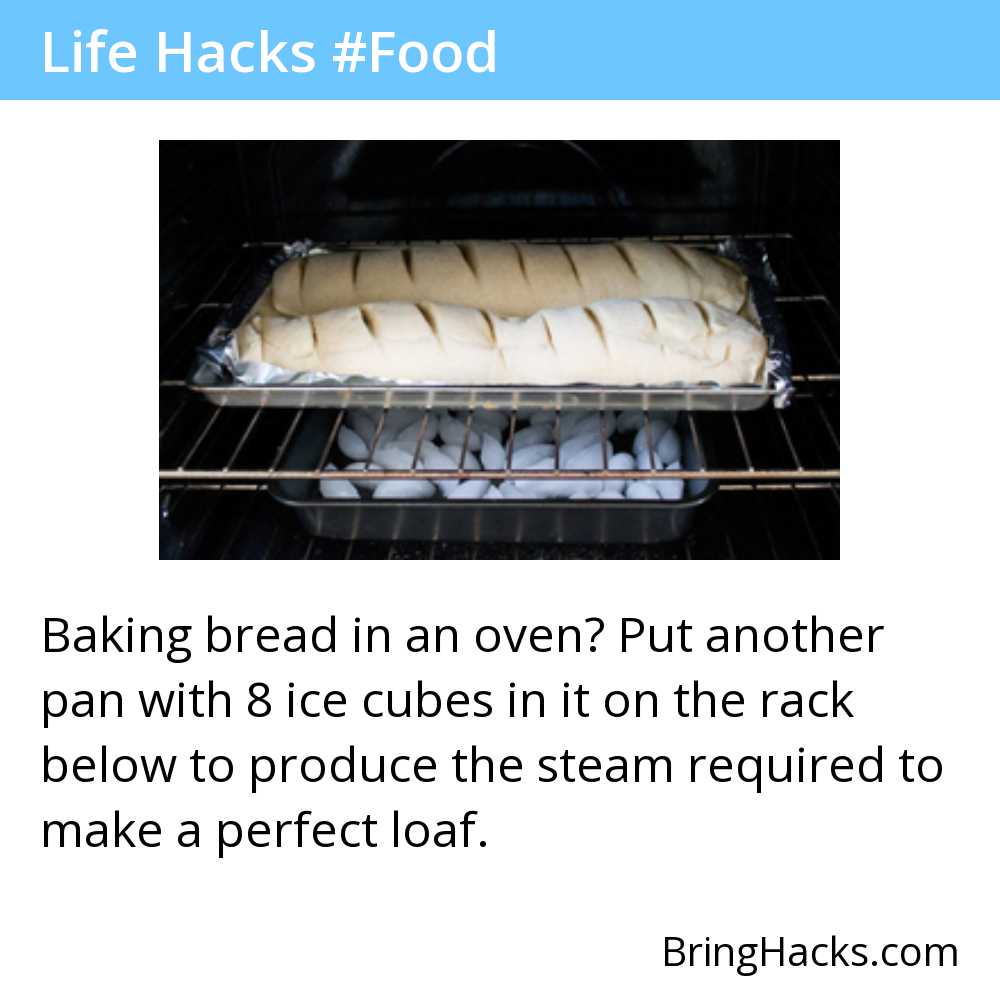 Life Hacks #Food
Baking bread in an oven? Put another
pan with 8 ice cubes in it on the rack
below to produce the steam required to
make a perfect loaf.
BringHacks.com